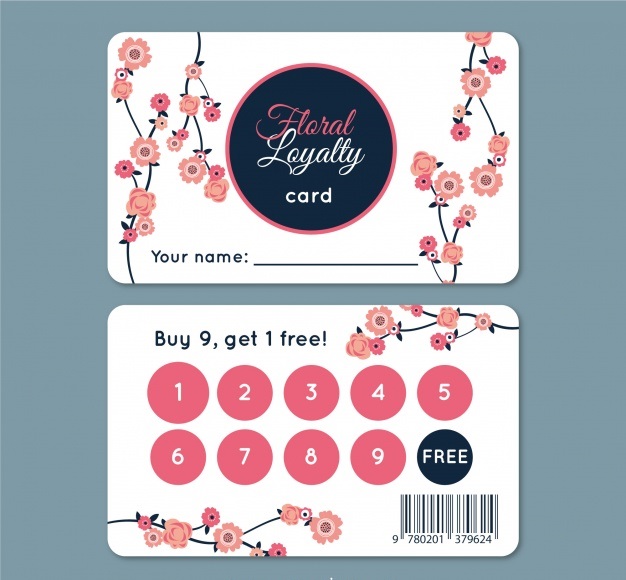 Floral
Loyalty
card
Your name:
Buy 9, get 1 free!
1 2 3 4 5
6 7 8 9 FREE
9 780201 379624